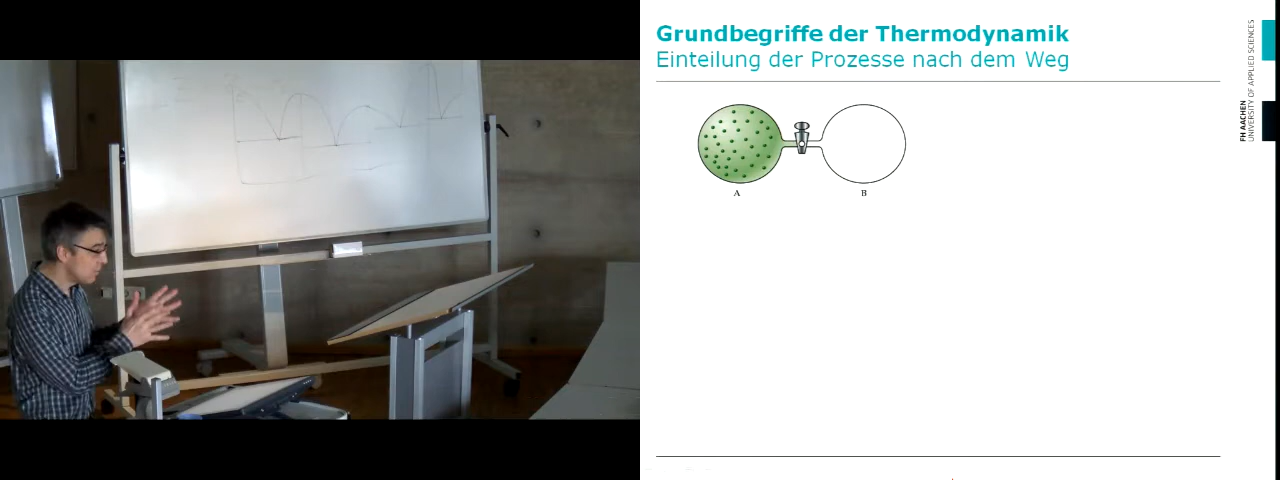 Grundbegriffe der Thermodynamik
Einteilung der Prozesse nach dem Weg
A
B
FH AACHEN
UNIVERSITY OF APPLIED SCIENCES